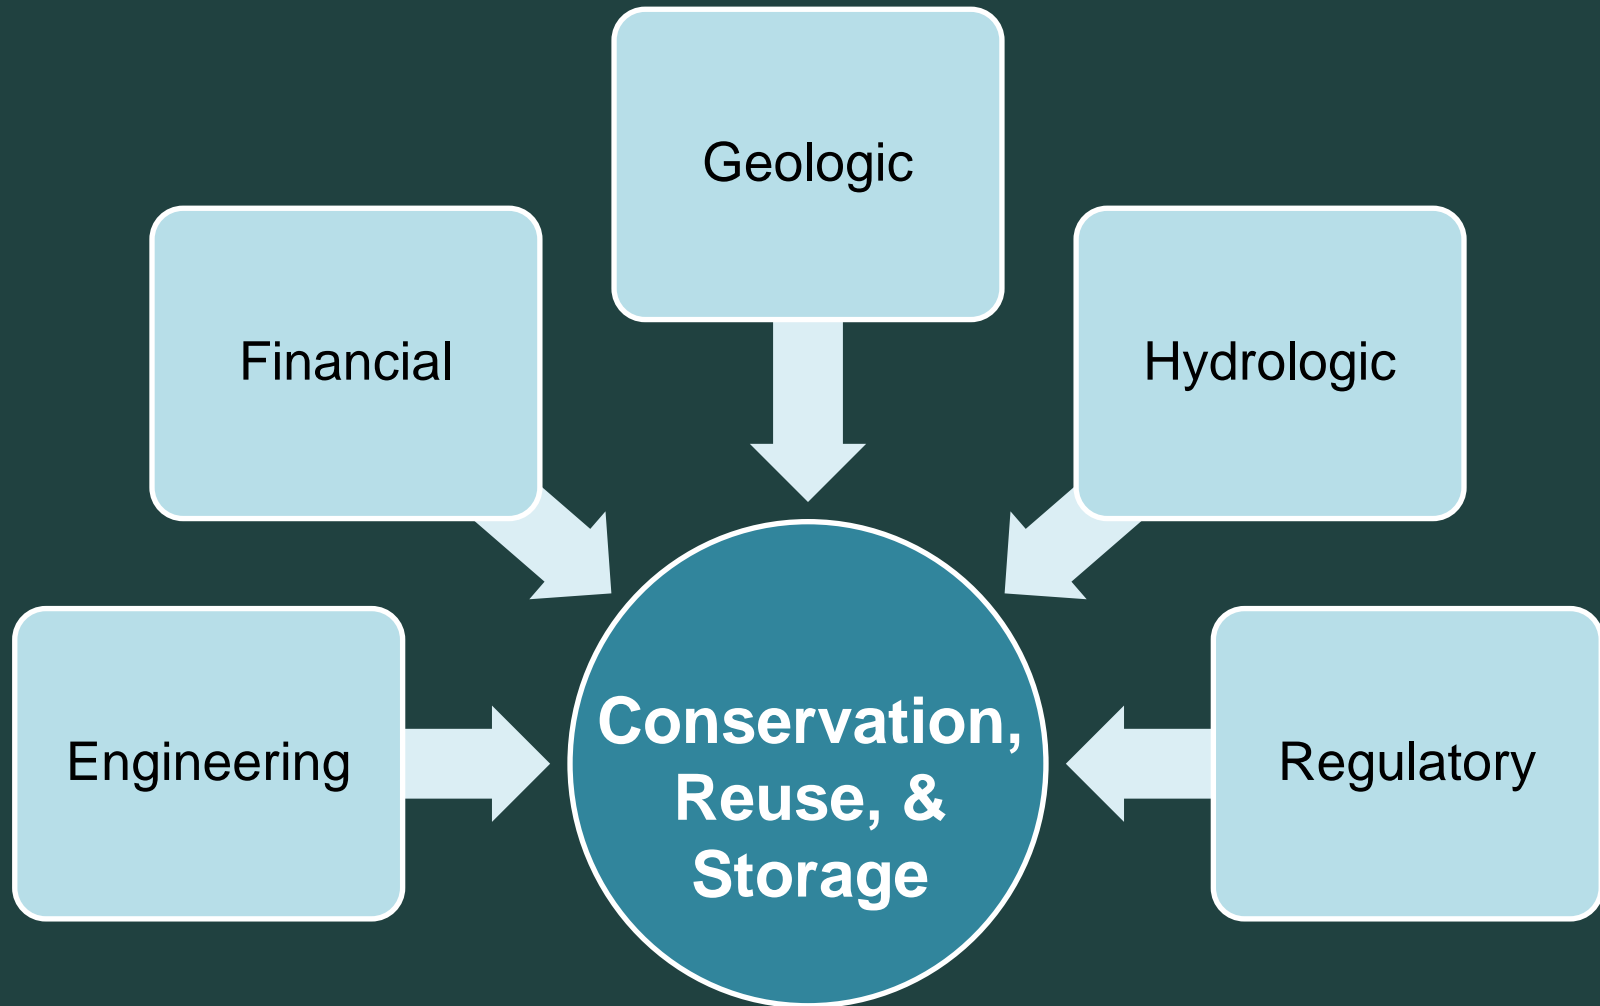 Geologic
Financial
Hydrologic
Engineering
Conservation,
Reuse, &
Storage
Regulatory